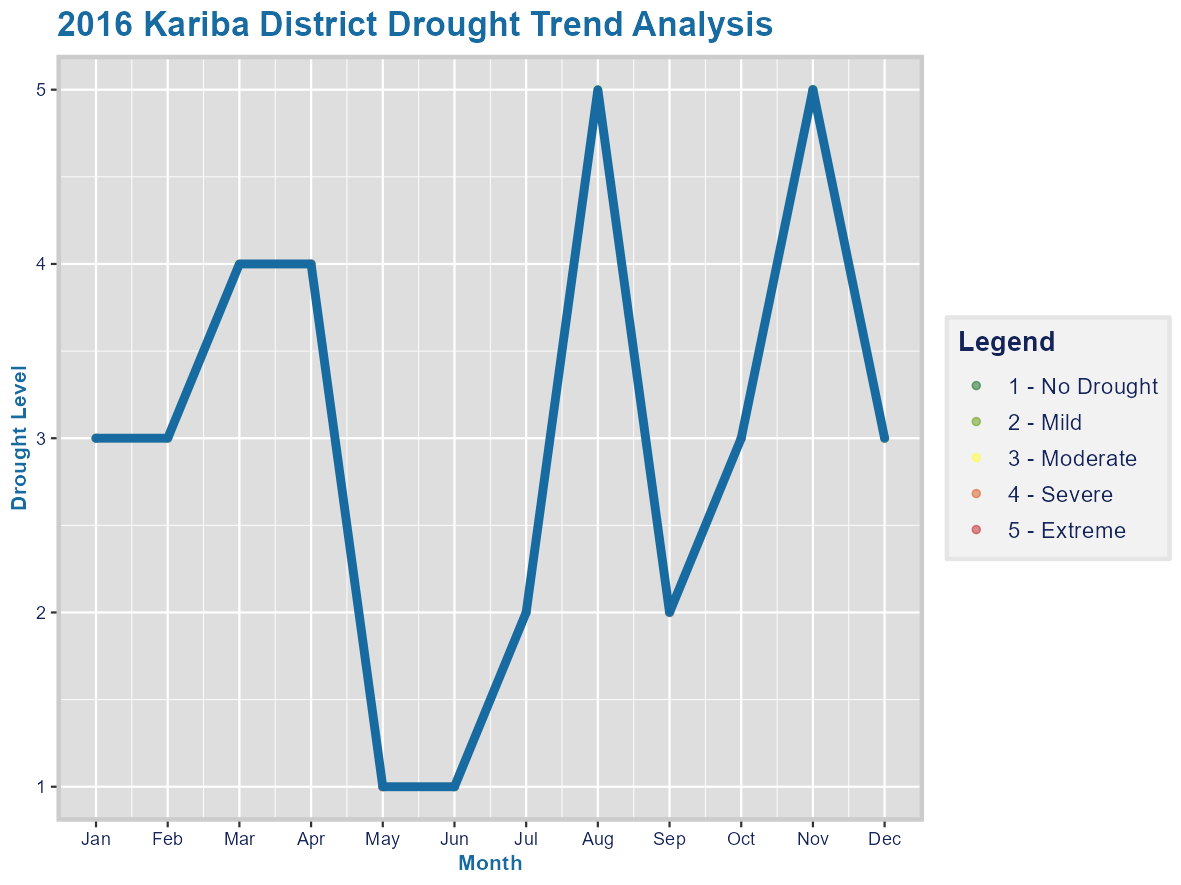 2016 Kariba District Drought Trend Analysis
5
4
3
2
1
Drought Level
Jan Feb Mar Apr May Jun Jul Aug Sep Oct Nov Dec
Month
Legend
1 - No Drought
2 - Mild
3 - Moderate
4 - Severe
5 - Extreme